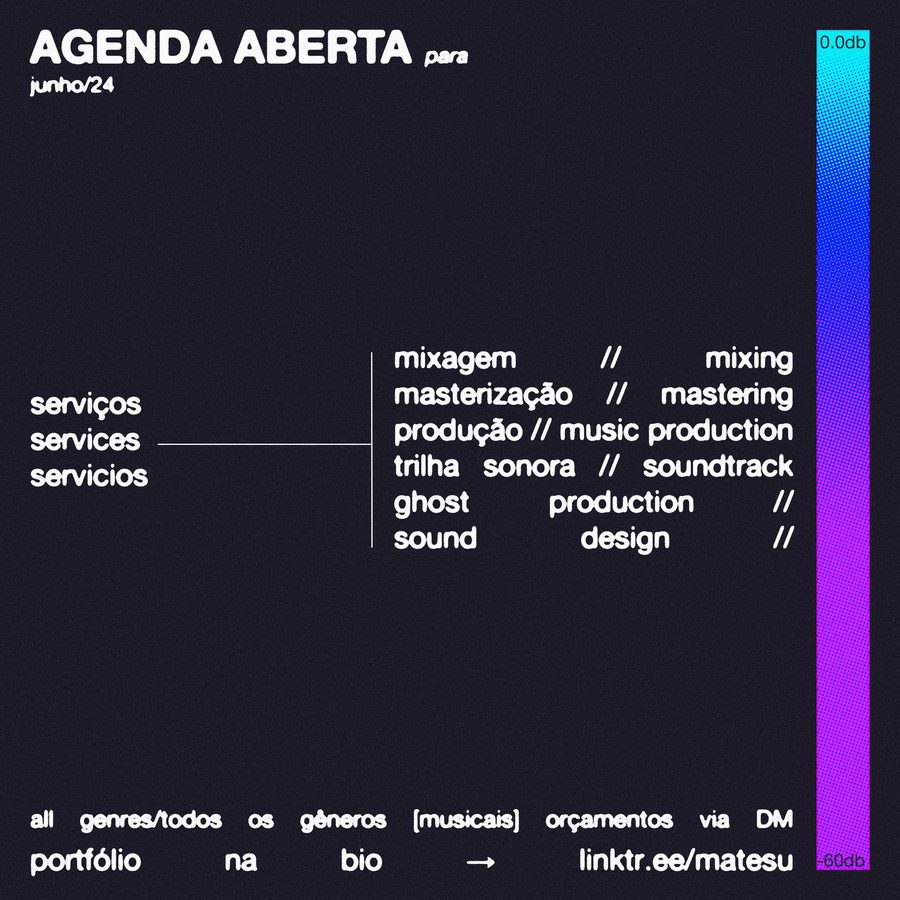 AGENDA ABERTA para
junho/24
0.0db
serviços
services
servicios
mixagem // mixing
masterização // mastering
produção // music production
trilha sonora // soundtrack
ghost production //
sound design //
all genres/todos os gêneros [musicais] orçamentos via DM
portfólio na bio → linktr.ee/matesu
-60db